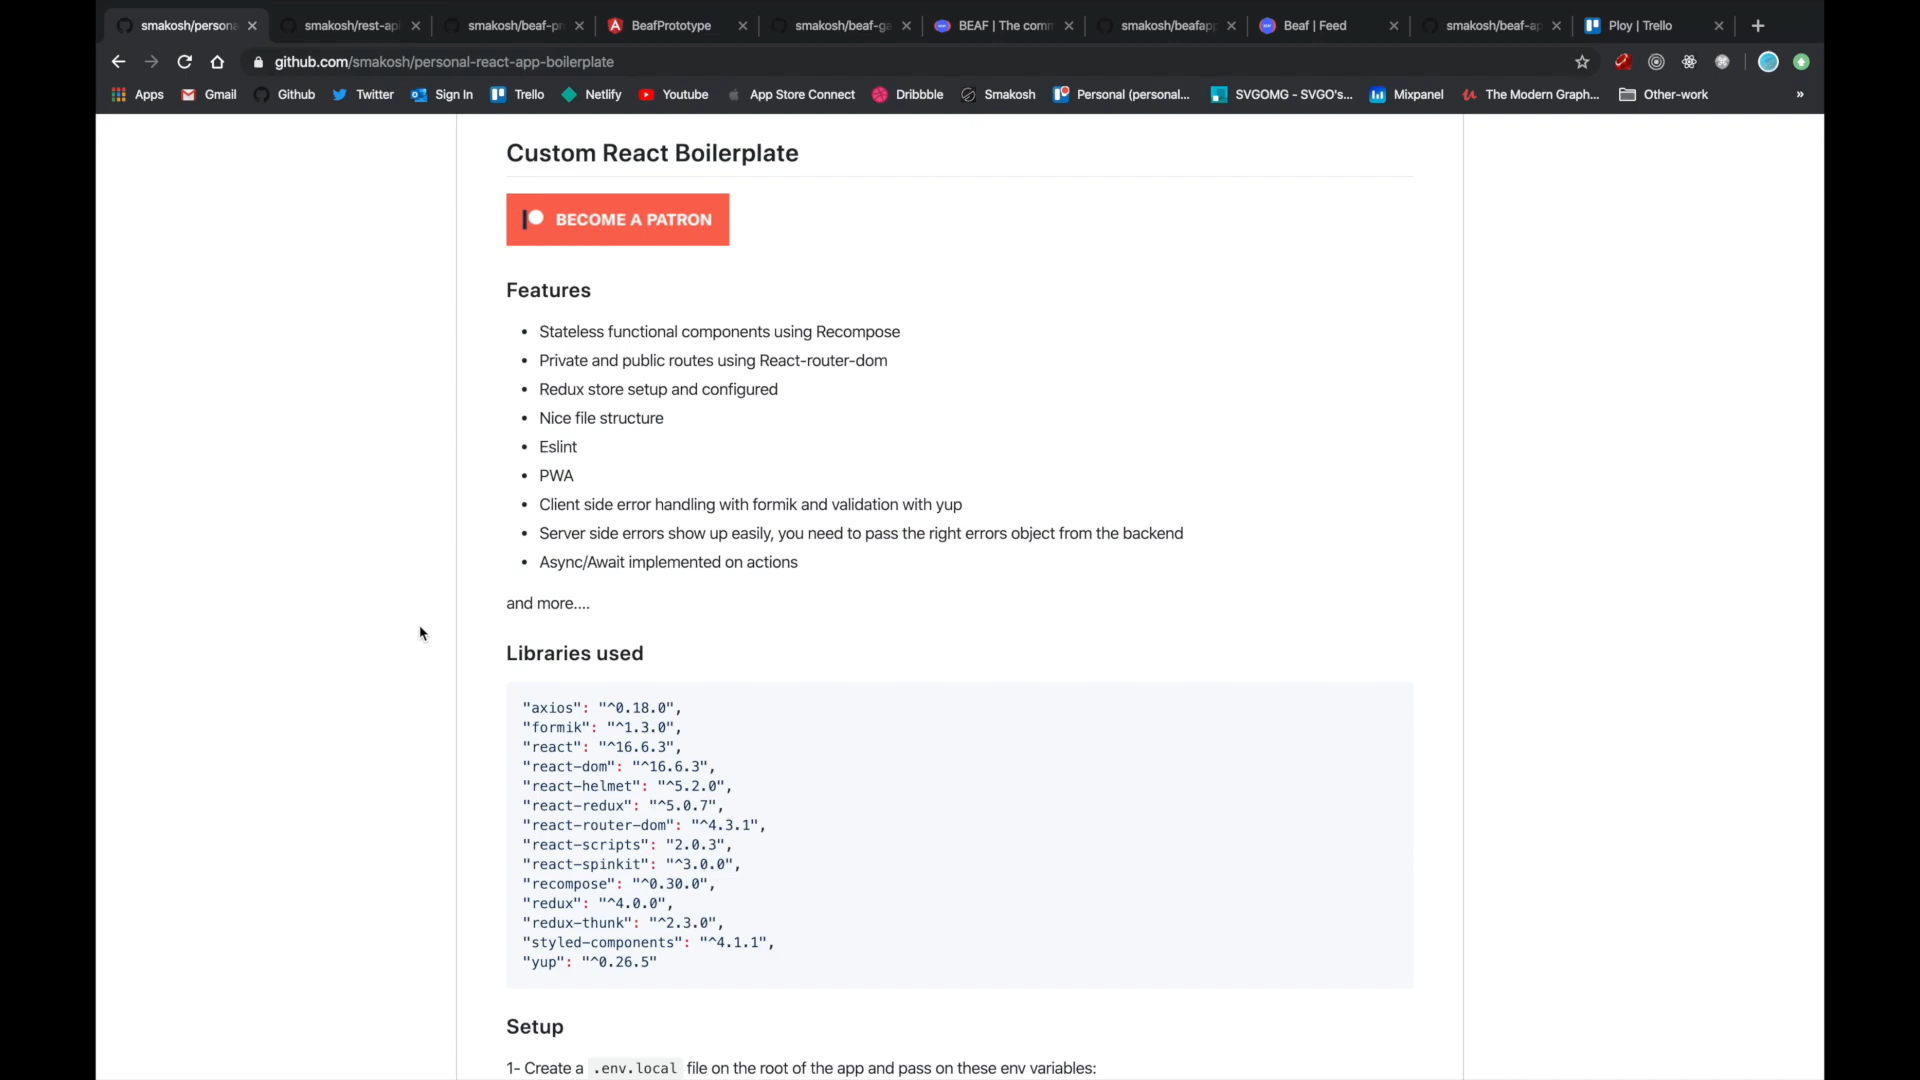 smakosh/persona
smakosh/rest-api
smakosh/beaf-pr
BeafPrototype
smakosh/beaf-ga
BEAF | The comm
smakosh/beafapp
Beaf | Feed
smakosh/beaf-ap
Ploy | Trello
github.com/smakosh/personal-react-app-boilerplate
Apps
Gmail
Github
Twitter
Sign In
Trello
Netlify
Youtube
App Store Connect
Dribbble
Smakosh
Personal (personal...
SVGOMG - SVGO's...
Mixpanel
The Modern Graph...
Other-work
»
Custom React Boilerplate
BECOME A PATRON
Features
• Stateless functional components using Recompose
• Private and public routes using React-router-dom
• Redux store setup and configured
• Nice file structure
• Eslint
• PWA
• Client side error handling with formik and validation with yup
• Server side errors show up easily, you need to pass the right errors object from the backend
• Async/Await implemented on actions
and more....
Libraries used
"axios": "^0.18.0",
"formik": "^1.3.0",
"react": "^16.6.3",
"react-dom": "^16.6.3",
"react-helmet": "^5.2.0",
"react-redux": "^5.0.7",
"react-router-dom": "^4.3.1",
"react-scripts": "2.0.3",
"react-spinkit": "^3.0.0",
"recompose": "^0.30.0",
"redux": "^4.0.0",
"redux-thunk": "^2.3.0",
"styled-components": "^4.1.1",
"yup": "^0.26.5"
Setup
1- Create a .env.local file on the root of the app and pass on these env variables: